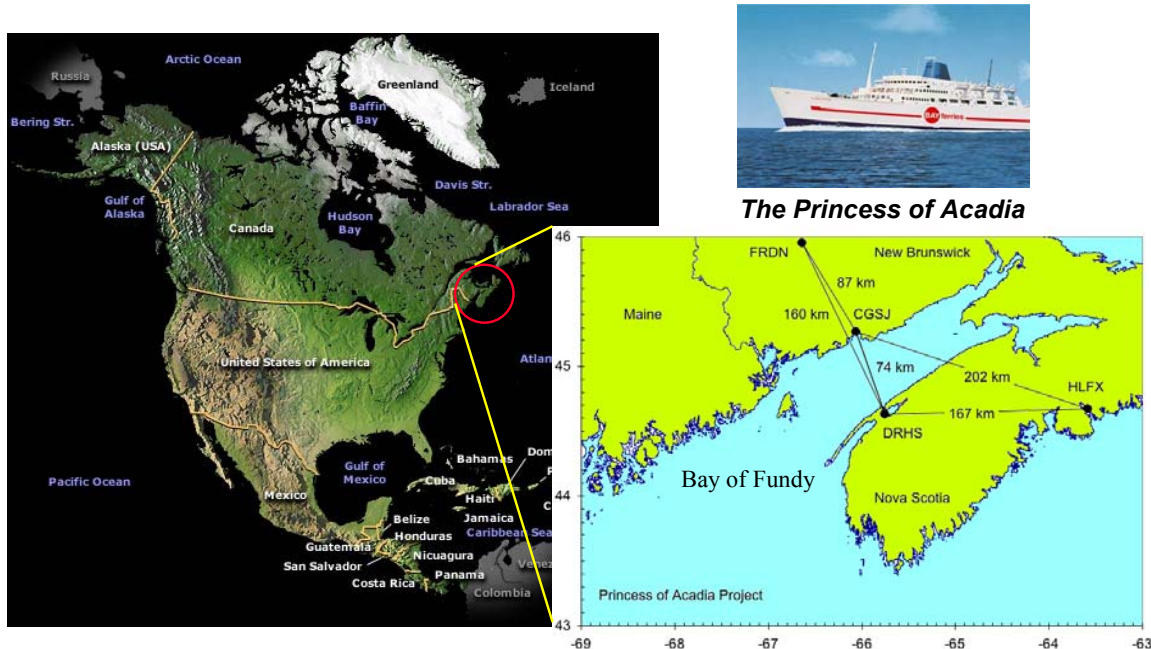 Russia
Arctic Ocean
Greenland
Iceland
Baffin
Bay
Bering Str.
Alaska (USA)
Davis Str.
Gulf of
Alaska
Labrador Sea
Hudson
Bay
Canada
United States of America
Gulf of
Mexico
Pacific Ocean
Mexico
Bahamas
Cuba
Haiti
Jamaica
Caribbean Sea
Belize
Honduras
Guatemala
Nicuagura
San Salvador
Costa Rica
Panama
Colombia
BAY ferries
The Princess of Acadia
46
45
44
43
FRDN
New Brunswick
87 km
CGSJ
Maine
160 km
74 km
202 km
HLFX
167 km
DRHS
Bay of Fundy
Nova Scotia
Princess of Acadia Project
-69
-68
-67
-66
-65
-64
-63